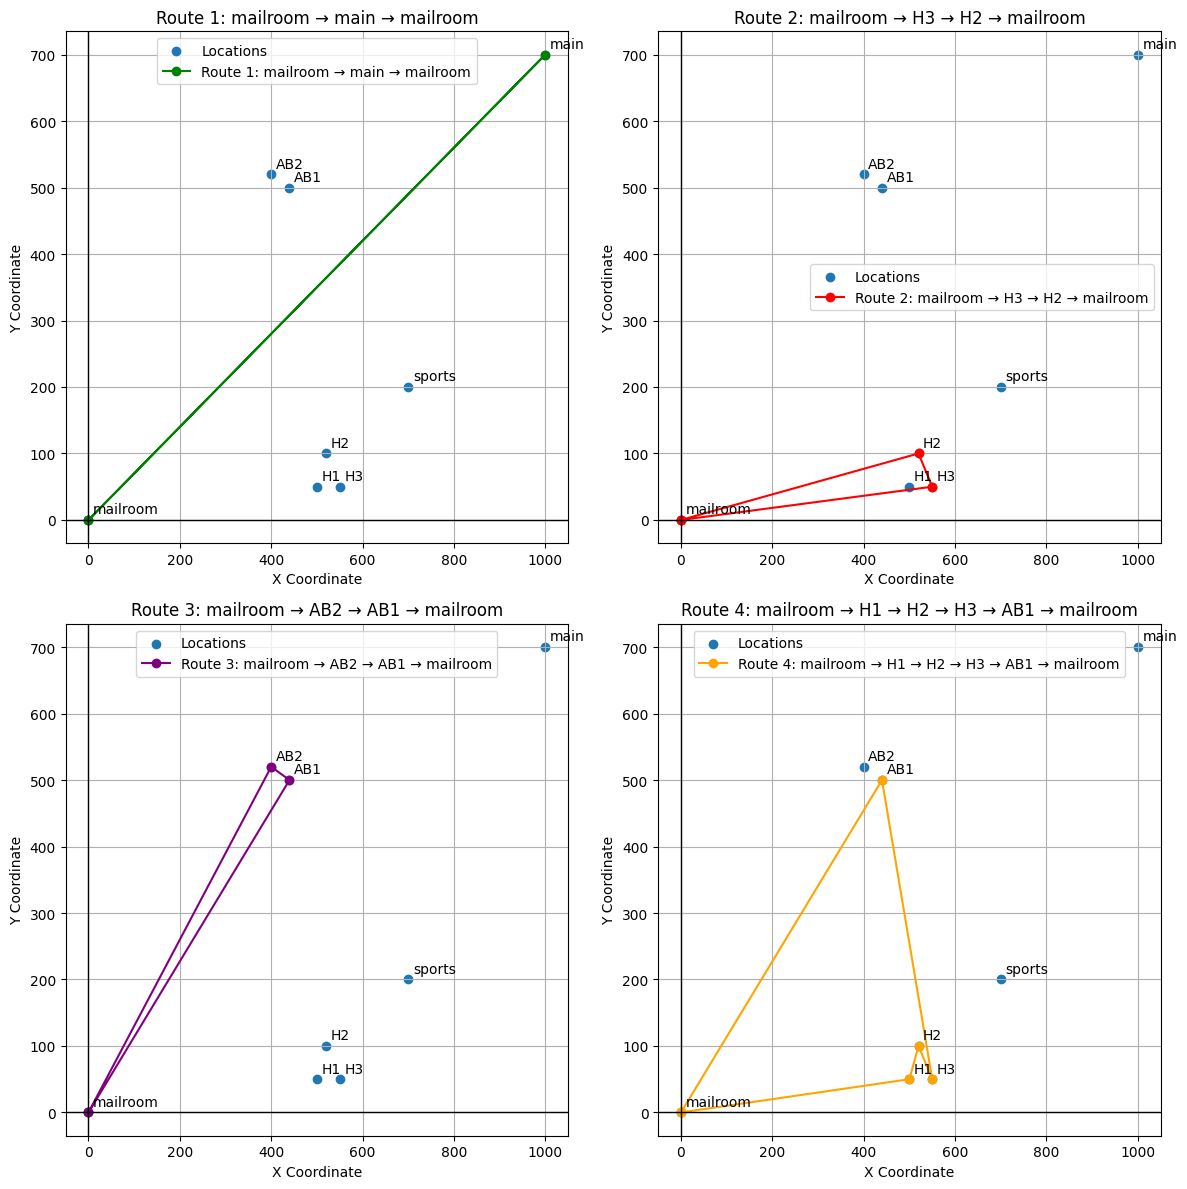 Route 1: mailroom → main → mailroom
Locations
Route 1: mailroom → main → mailroom
main
AB2
AB1
sports
H2
H1
H3
mailroom
700
600
500
400
300
200
100
0
Y Coordinate
0
200
400
600
800
1000
X Coordinate
Route 2: mailroom → H3 → H2 → mailroom
main
AB2
AB1
Locations
Route 2: mailroom → H3 → H2 → mailroom
sports
H2
H1
H3
mailroom
700
600
500
400
300
200
100
0
Y Coordinate
0
200
400
600
800
1000
X Coordinate
Route 3: mailroom → AB2 → AB1 → mailroom
Locations
Route 3: mailroom → AB2 → AB1 → mailroom
main
AB2
AB1
sports
H2
H1
H3
mailroom
700
600
500
400
300
200
100
0
Y Coordinate
0
200
400
600
800
1000
X Coordinate
Route 4: mailroom → H1 → H2 → H3 → AB1 → mailroom
Locations
Route 4: mailroom → H1 → H2 → H3 → AB1 → mailroom
main
AB2
AB1
sports
H2
H1
H3
mailroom
700
600
500
400
300
200
100
0
Y Coordinate
0
200
400
600
800
1000
X Coordinate